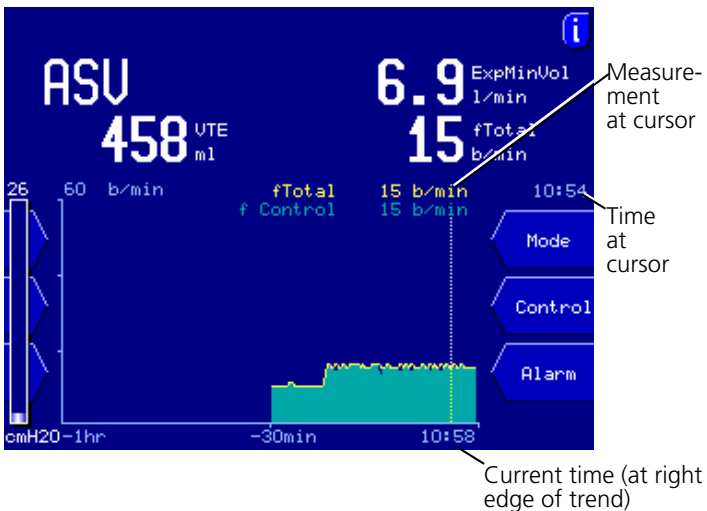 i
ASV
6.9 ExpMinVol
l/min
458 VTE
ml
15 fTotal
b/min
Measure-
ment
at cursor
26 60 b/min fTotal 15 b/min 10:54
f Control 15 b/min
Time
at
cursor
Mode
Control
Alarm
cmH2O -1hr -30min 10:58
Current time (at right
edge of trend)